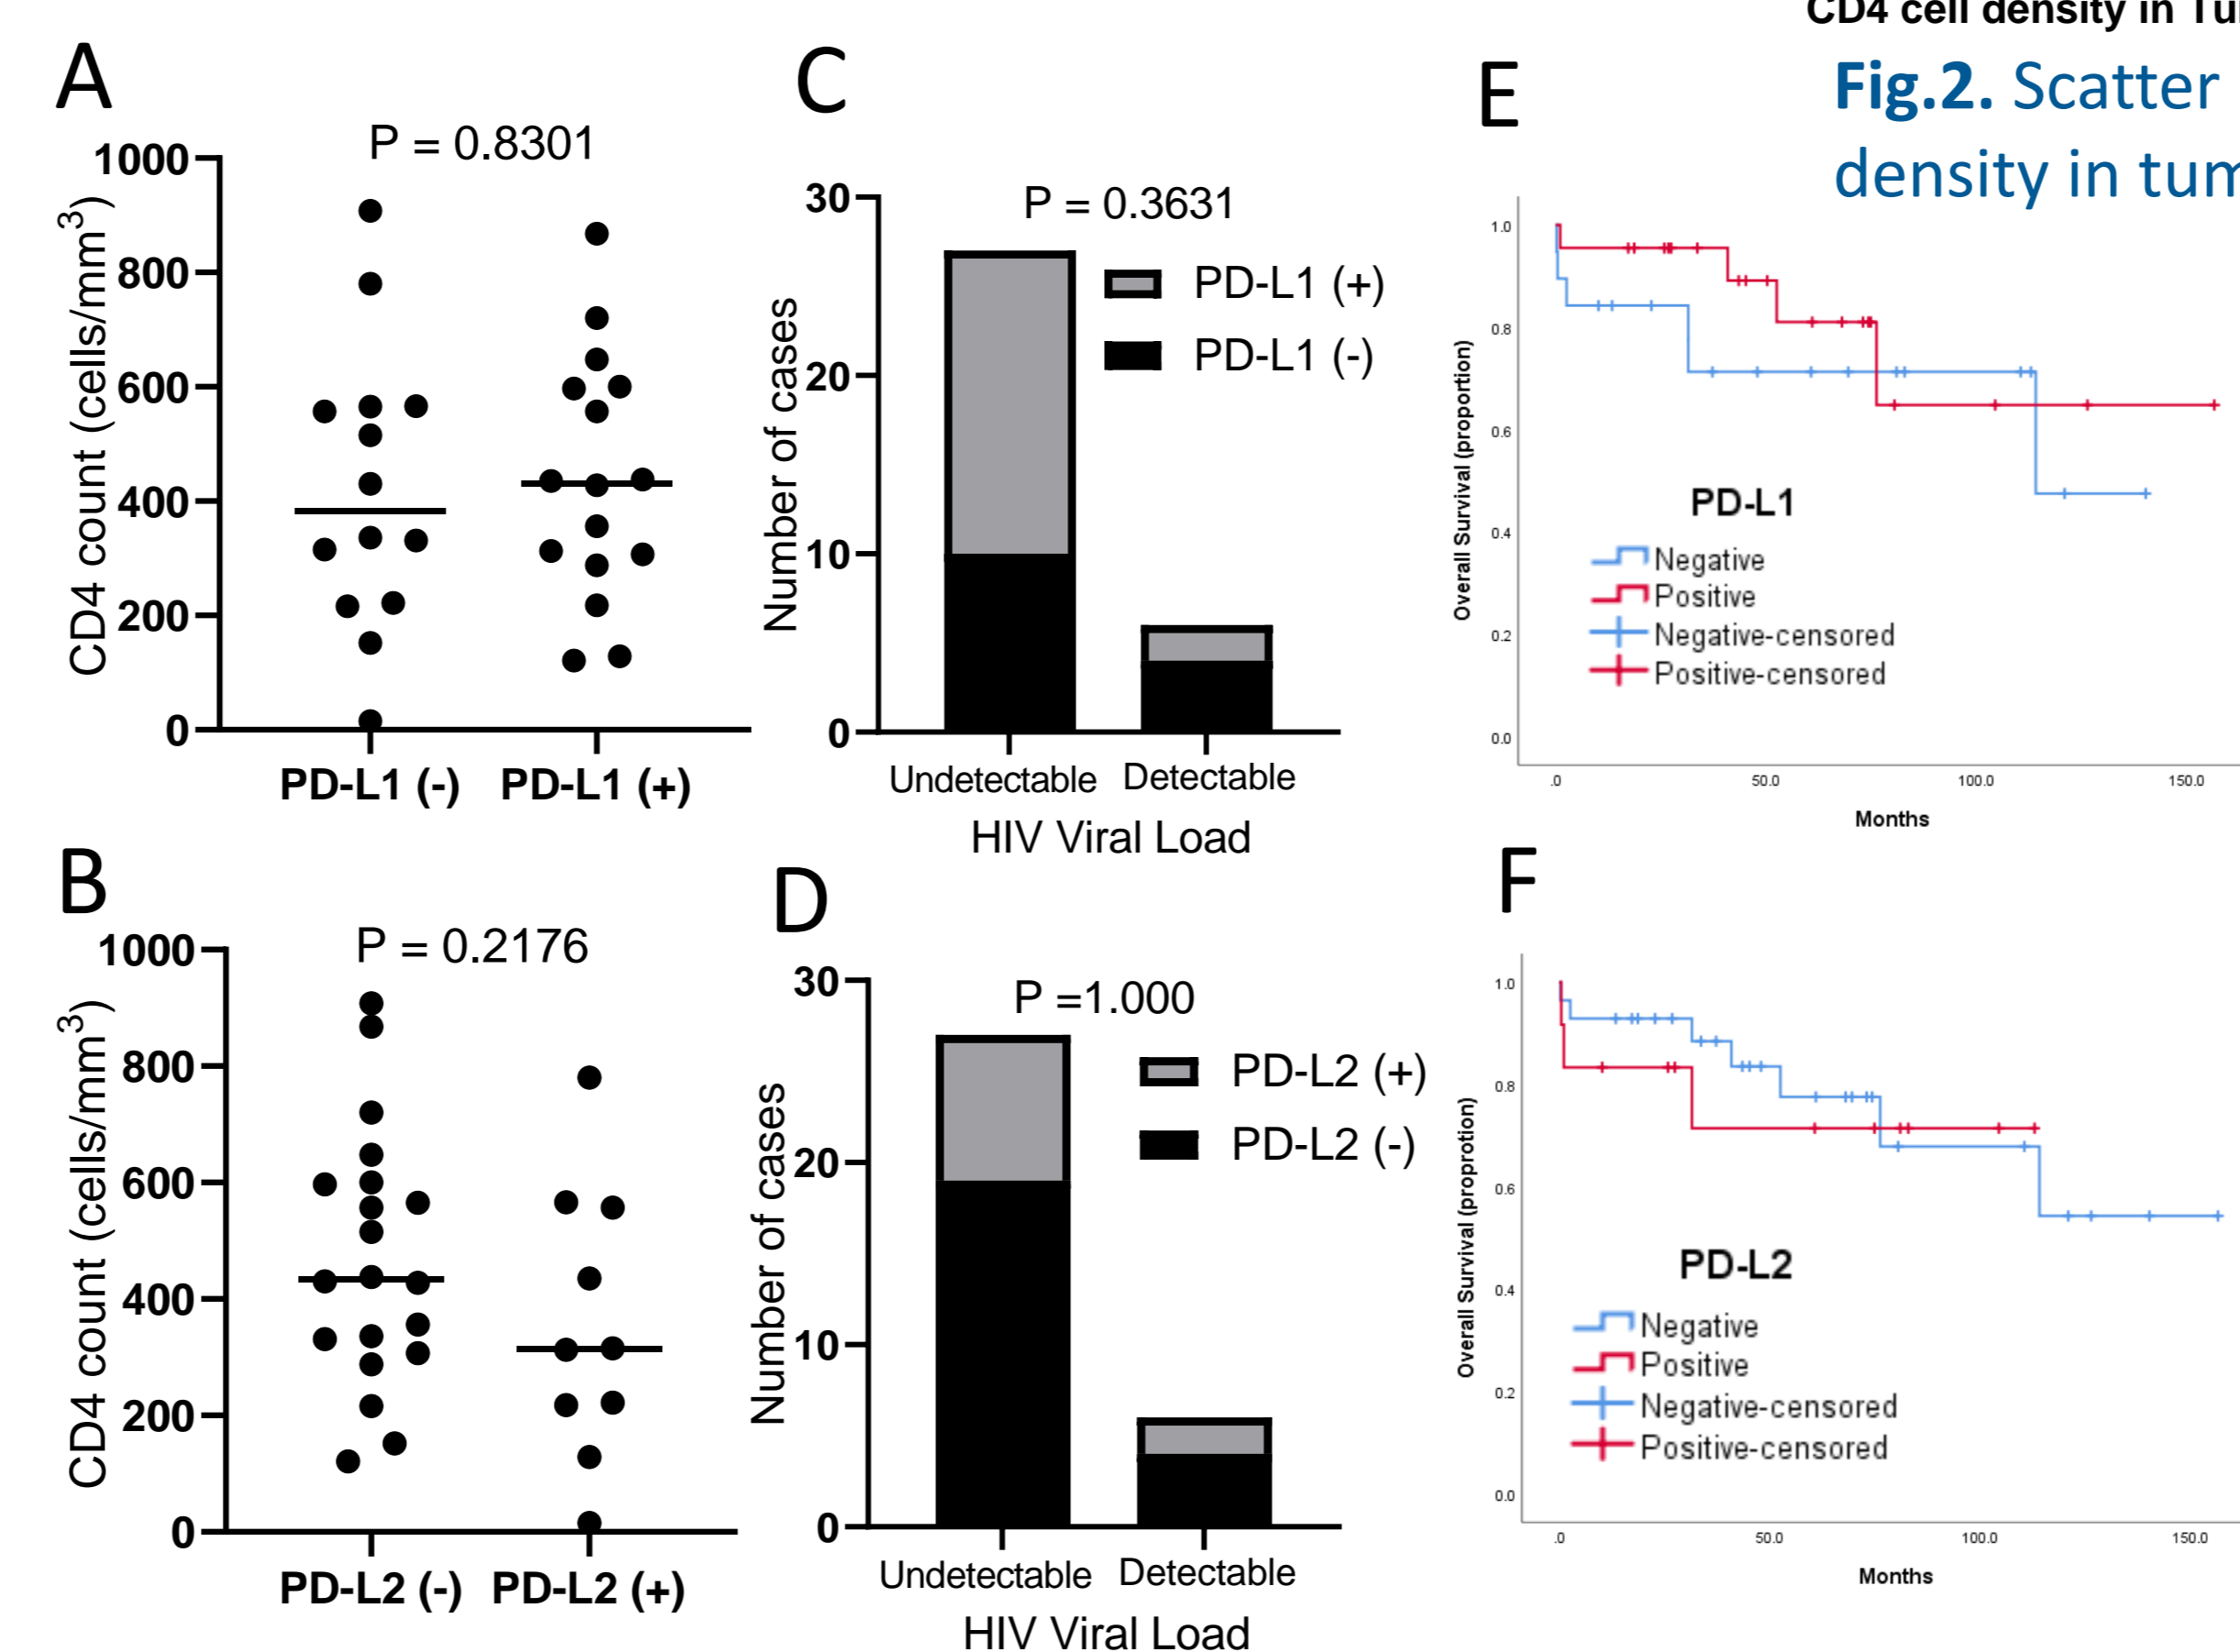 CD4 cell density in
Fig.2. Scatter
density in
A
P = 0.8301
CD4 count (cells/mm3)
1000
800
600
400
200
0
PD-L1 (-) PD-L1 (+)
B
P = 0.2176
CD4 count (cells/mm3)
1000
800
600
400
200
0
PD-L2 (-) PD-L2 (+)
C
P = 0.3631
Number of cases
30
20
10
0
PD-L1 (+)
PD-L1 (-)
Undetectable Detectable
HIV Viral Load
D
P =1.000
Number of cases
30
20
10
0
PD-L2 (+)
PD-L2 (-)
Undetectable Detectable
HIV Viral Load
E
Overall Survival (proportion)
1.0
0.8
0.6
0.4
0.2
0.0
PD-L1
Negative
Positive
Negative-censored
Positive-censored
.0 50.0 100.0 150.0
Months
F
Overall Survival (proprotion)
1.0
0.8
0.6
0.4
0.2
0.0
PD-L2
Negative
Positive
Negative-censored
Positive-censored
.0 50.0 100.0 150.0
Months